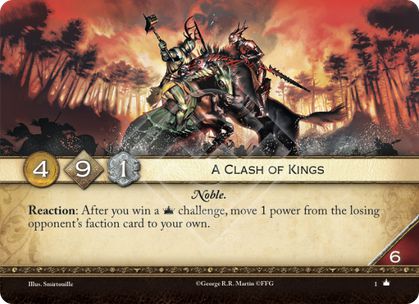 4 9 1 A CLASH OF KINGS
Noble.
Reaction: After you win a challenge, move 1 power from the losing
opponent's faction card to your own.
6
Illus. Smirtouille ©George R.R. Martin ©FFG 1